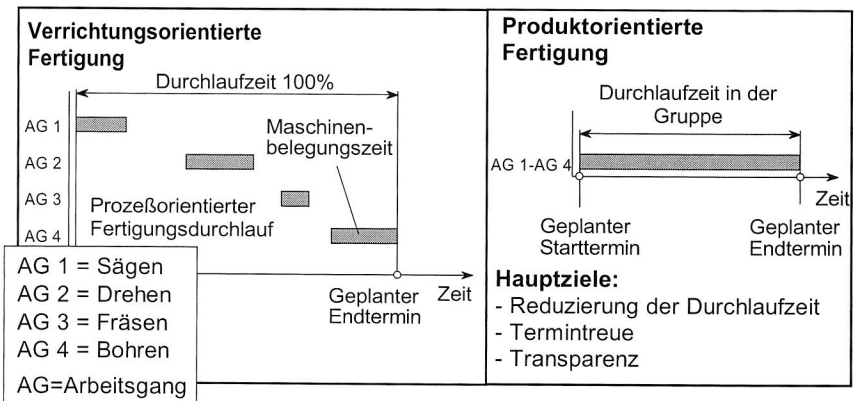 Verrichtungsorientierte
Fertigung
Durchlaufzeit 100%
AG 1
Maschinen-
belegungszeit
AG 2
AG 3
Prozeßorientierter
Fertigungsdurchlauf
AG 4
AG 1 = Sägen
AG 2 = Drehen
AG 3 = Fräsen
AG 4 = Bohren
AG=Arbeitsgang
Geplanter
Endtermin
Zeit
Produktorientierte
Fertigung
Durchlaufzeit in der
Gruppe
AG 1-AG 4
Zeit
Geplanter
Starttermin
Geplanter
Endtermin
Hauptziele:
- Reduzierung der Durchlaufzeit
- Termintreue
- Transparenz